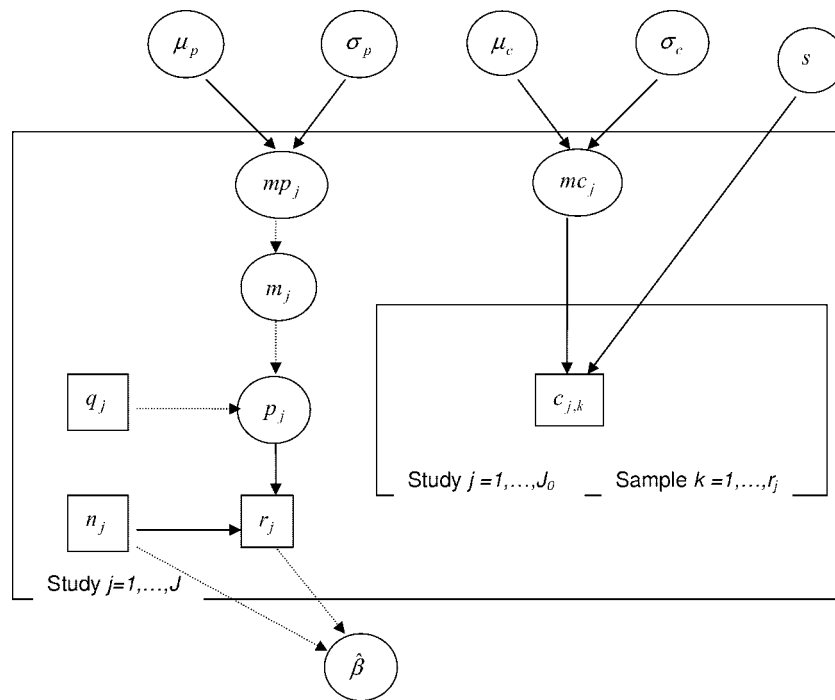 μ_p σ_p μ_c σ_c s
mp_j mc_j
m_j
q_j p_j c_{j,k}
Study j =1,…,J_0 Sample k =1,…,r_j
n_j r_j
Study j=1,…,J
β̂